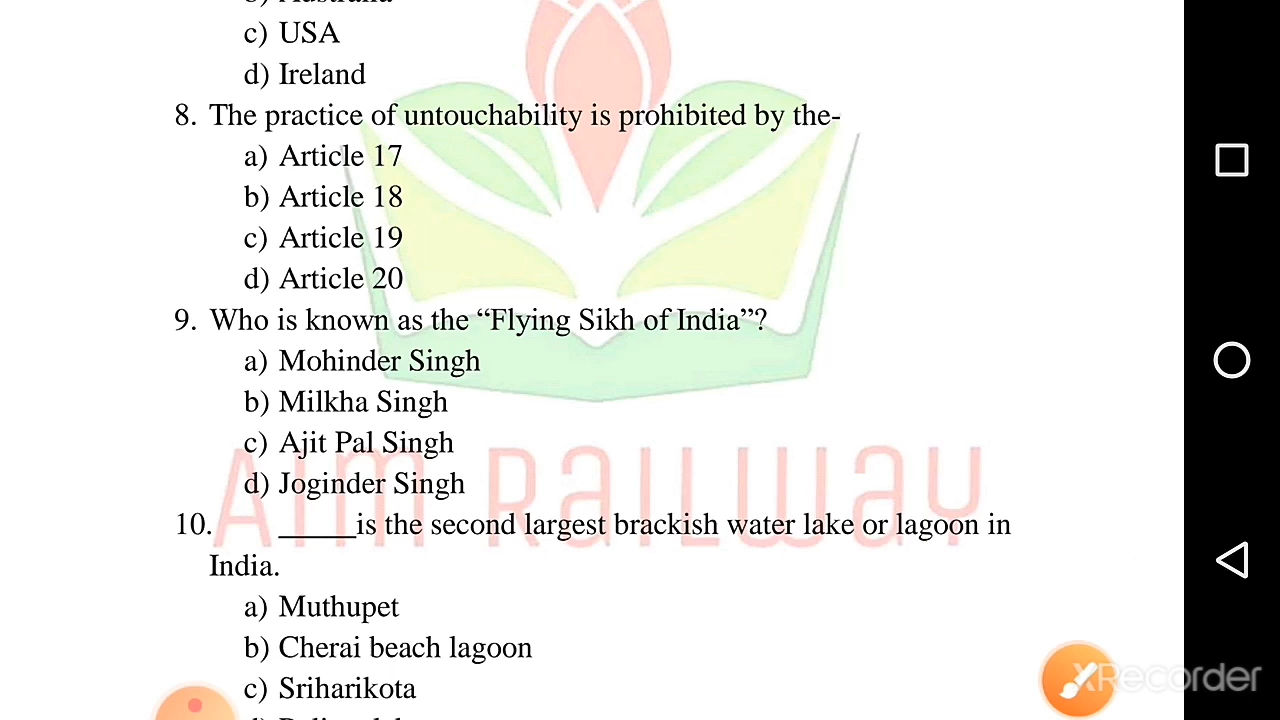 c) USA
d) Ireland
8. The practice of untouchability is prohibited by the-
a) Article 17
b) Article 18
c) Article 19
d) Article 20
9. Who is known as the “Flying Sikh of India”?
a) Mohinder Singh
b) Milkha Singh
c) Ajit Pal Singh
d) Joginder Singh
AIM RAILWAY
10. _____is the second largest brackish water lake or lagoon in
India.
a) Muthupet
b) Cherai beach lagoon
c) Sriharikota
XRecorder